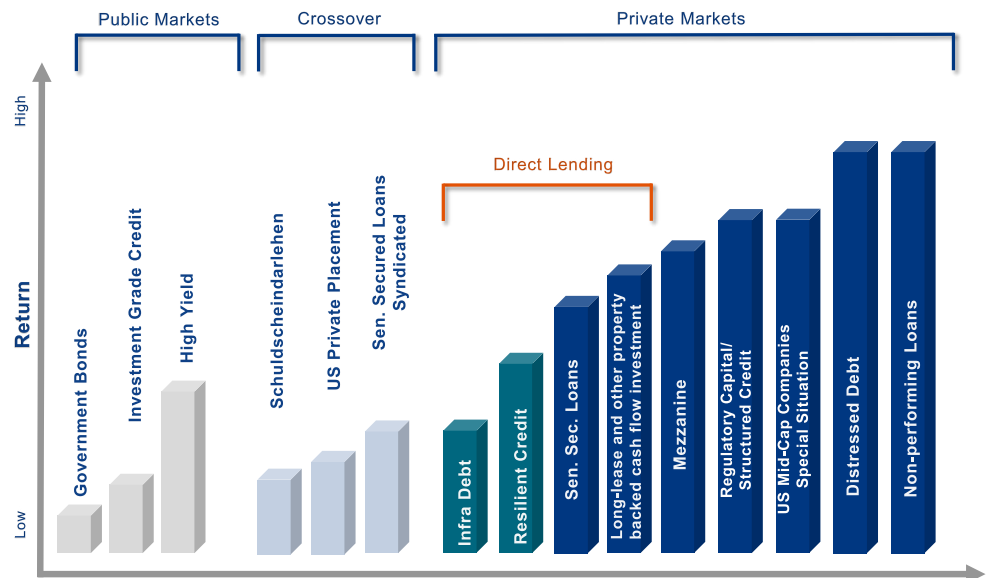 Public Markets
Crossover
Private Markets
High
Return
Low
Direct Lending
Government Bonds
Investment Grade Credit
High Yield
Schuldscheindarlehen
US Private Placement
Sen. Secured Loans
Syndicated
Infra Debt
Resilient Credit
Sen. Sec. Loans
Long-lease and other property
backed cash flow investment
Mezzanine
Regulatory Capital/
Structured Credit
US Mid-Cap Companies
Special Situation
Distressed Debt
Non-performing Loans